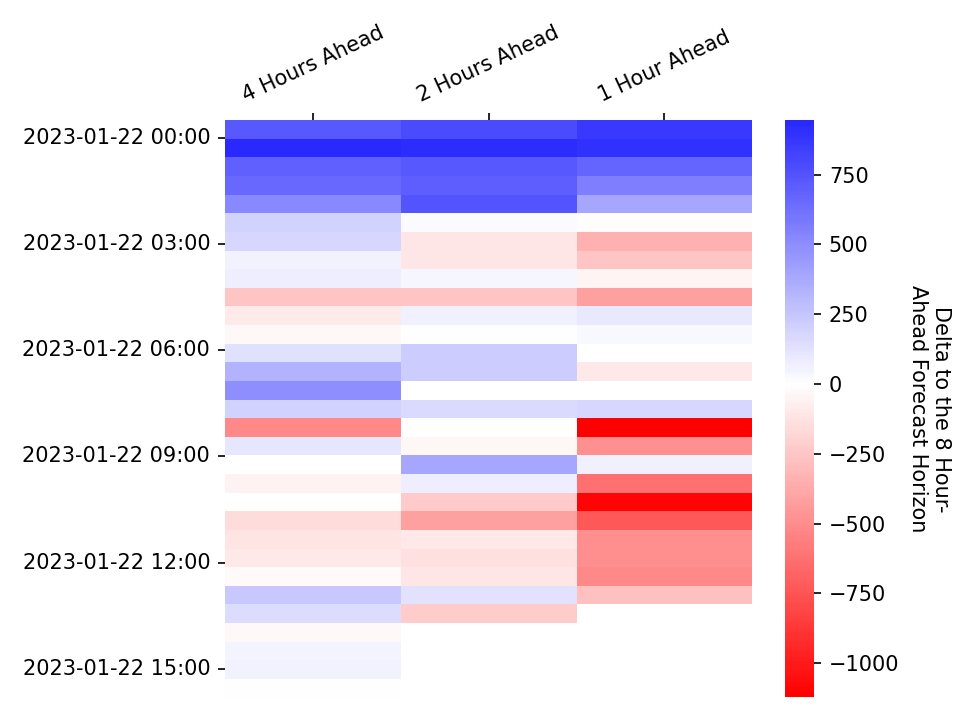 4 Hours Ahead
2 Hours Ahead
1 Hour Ahead
2023-01-22 00:00
2023-01-22 03:00
2023-01-22 06:00
2023-01-22 09:00
2023-01-22 12:00
2023-01-22 15:00
750
500
250
0
−250
−500
−750
−1000
Delta to the 8 Hour-
Ahead Forecast Horizon